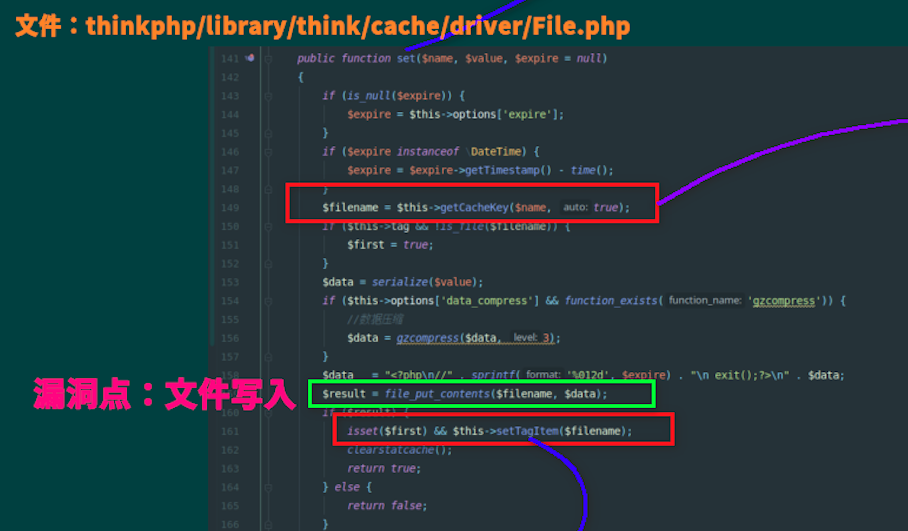 文件：thinkphp/library/think/cache/driver/File.php
141 public function set($name, $value, $expire = null)
142 {
143 if (is_null($expire)) {
144 $expire = $this->options['expire'];
145 }
146 if ($expire instanceof \DateTime) {
147 $expire = $expire->getTimestamp() - time();
148 }
149 $filename = $this->getCacheKey($name, auto: true);
150 if ($this->tag && !is_file($filename)) {
151 $first = true;
152 }
153 $data = serialize($value);
154 if ($this->options['data_compress'] && function_exists( function_name: 'gzcompress')) {
155 //数据压缩
156 $data = gzcompress($data, level: 3);
157 }
158 $data = "<?php\n//" . sprintf( format: '%012d', $expire) . "\n exit();?>\n" . $data;
漏洞点：文件写入
$result = file_put_contents($filename, $data);
160 if ($result) {
161 isset($first) && $this->setTagItem($filename);
162 clearstatcache();
163 return true;
164 } else {
165 return false;
166 }